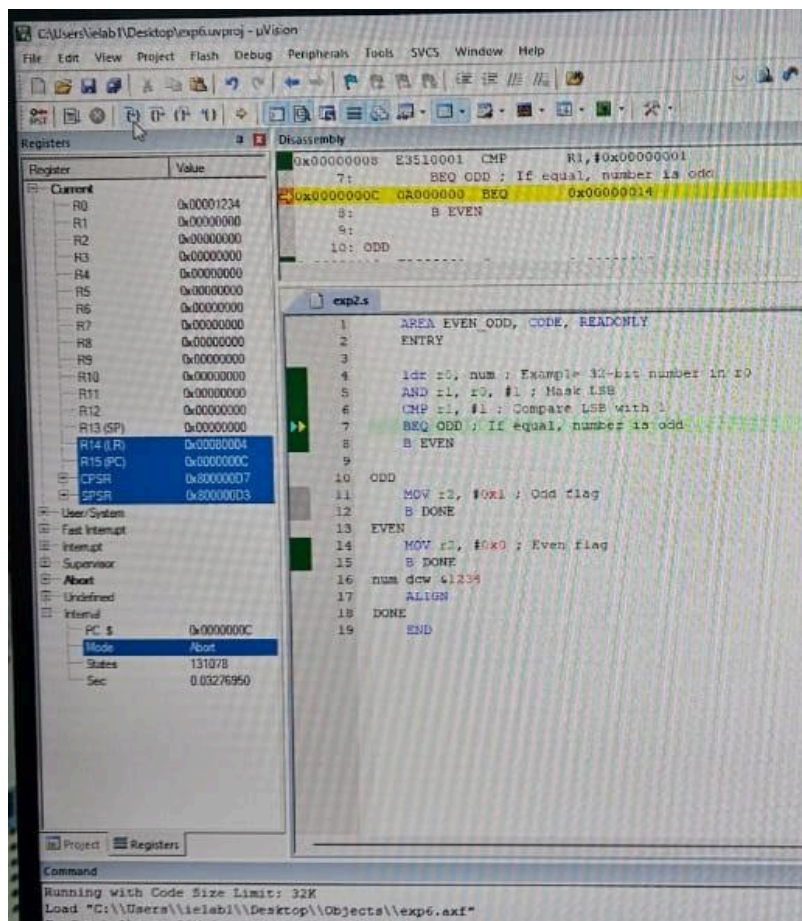 C:\Users\ielab1\Desktop\exp6.uvproj - µVision
File Edit View Project Flash Debug Peripherals Tools SVCS Window Help
Registers
Register Value
Current
R0 0x00001234
R1 0x00000000
R2 0x00000000
R3 0x00000000
R4 0x00000000
R5 0x00000000
R6 0x00000000
R7 0x00000000
R8 0x00000000
R9 0x00000000
R10 0x00000000
R11 0x00000000
R12 0x00000000
R13 (SP) 0x00000000
R14 (LR) 0x00080004
R15 (PC) 0x0000000C
CPSR 0x800000D7
SPSR 0x800000D3
User/System
Fast Interrupt
Interrupt
Supervisor
Abort
Undefined
Internal
PC $ 0x0000000C
Mode Abort
States 131078
Sec 0.03276950
Project Registers
Disassembly
0x00000008 E3510001 CMP R1,#0x00000001
7: BEQ ODD ; If equal, number is odd
0x0000000C 0A000000 BEQ 0x00000014
8: B EVEN
9:
10: ODD
exp2.s
1 AREA EVEN_ODD, CODE, READONLY
2 ENTRY
3
4 ldr r0, num ; Example 32-bit number in r0
5 AND r1, r0, #1 ; Mask LSB
6 CMP r1, #1 ; Compare LSB with 1
7 BEQ ODD ; If equal, number is odd
8 B EVEN
9
10 ODD
11 MOV r2, #0x1 ; Odd flag
12 B DONE
13 EVEN
14 MOV r2, #0x0 ; Even flag
15 B DONE
16 num dcw &1234
17 ALIGN
18 DONE
19 END
Command
Running with Code Size Limit: 32K
Load "C:\\Users\\ielab1\\Desktop\\Objects\\exp6.axf"